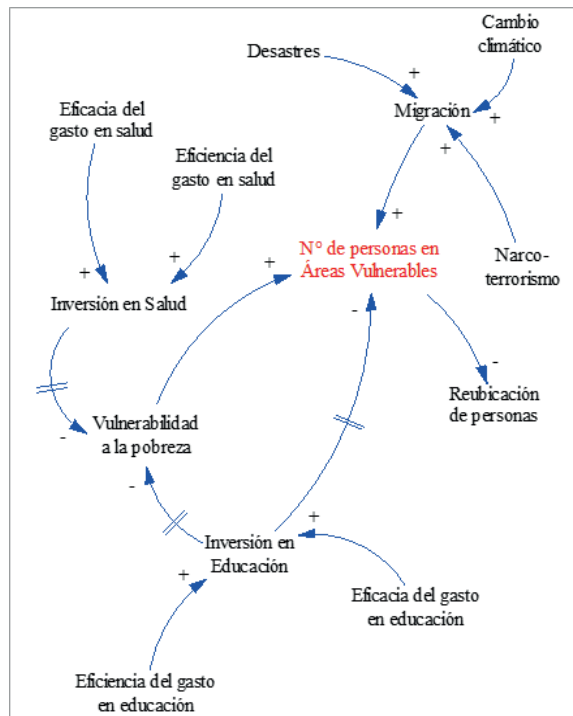 Cambio
climático
Desastres
+
Migración
+
+
Eficacia del
gasto en salud
Eficiencia del
gasto en salud
+
N° de personas en
Áreas Vulnerables
Narco-
terrorismo
+
+
+
Inversión en Salud
-
-
Reubicación
de personas
-
Vulnerabilidad
a la pobreza
-
+
Inversión en
Educación
+
Eficacia del gasto
en educación
Eficiencia del gasto
en educación